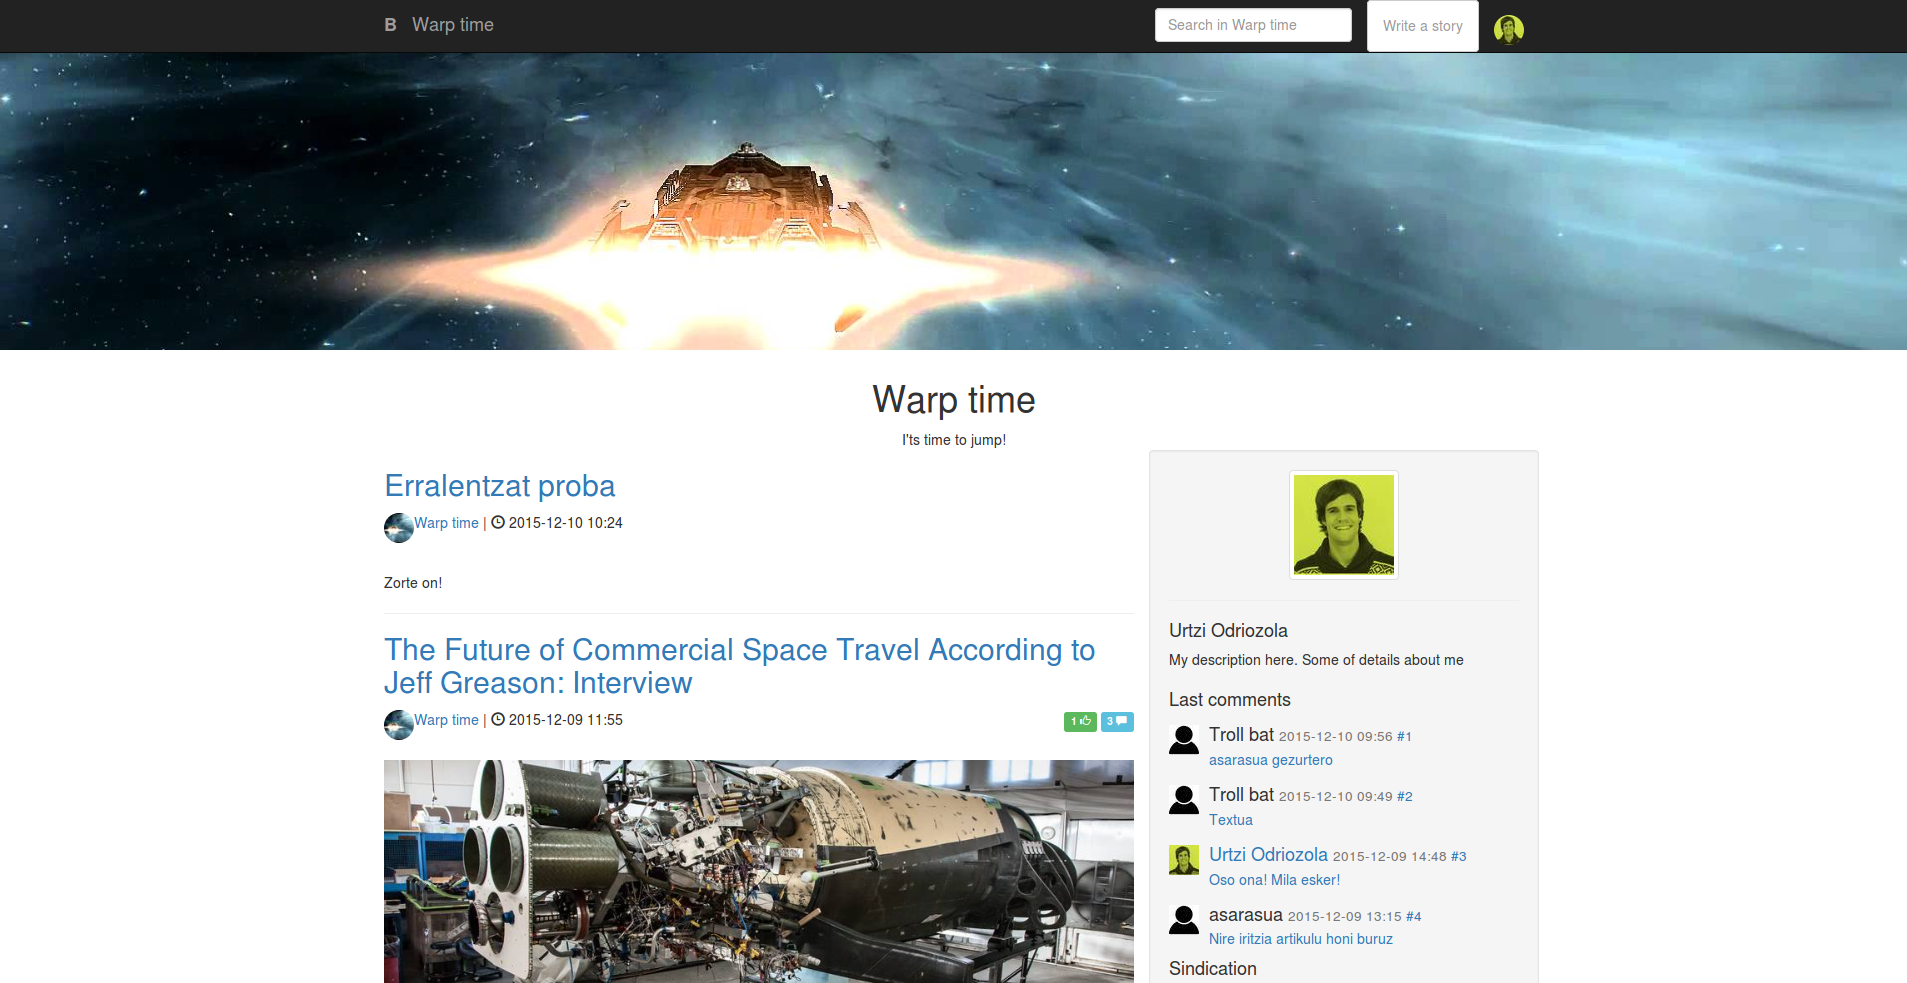 B Warp time
Search in Warp time
Write a story
Warp time
I'ts time to jump!
Erralentzat proba
Warp time | 2015-12-10 10:24
Zorte on!
The Future of Commercial Space Travel According to
Jeff Greason: Interview
Warp time | 2015-12-09 11:55
1
3
Urtzi Odriozola
My description here. Some of details about me
Last comments
Troll bat 2015-12-10 09:56 #1
asarasua gezurtero
Troll bat 2015-12-10 09:49 #2
Textua
Urtzi Odriozola 2015-12-09 14:48 #3
Oso ona! Mila esker!
asarasua 2015-12-09 13:15 #4
Nire iritzia artikulu honi buruz
Sindication